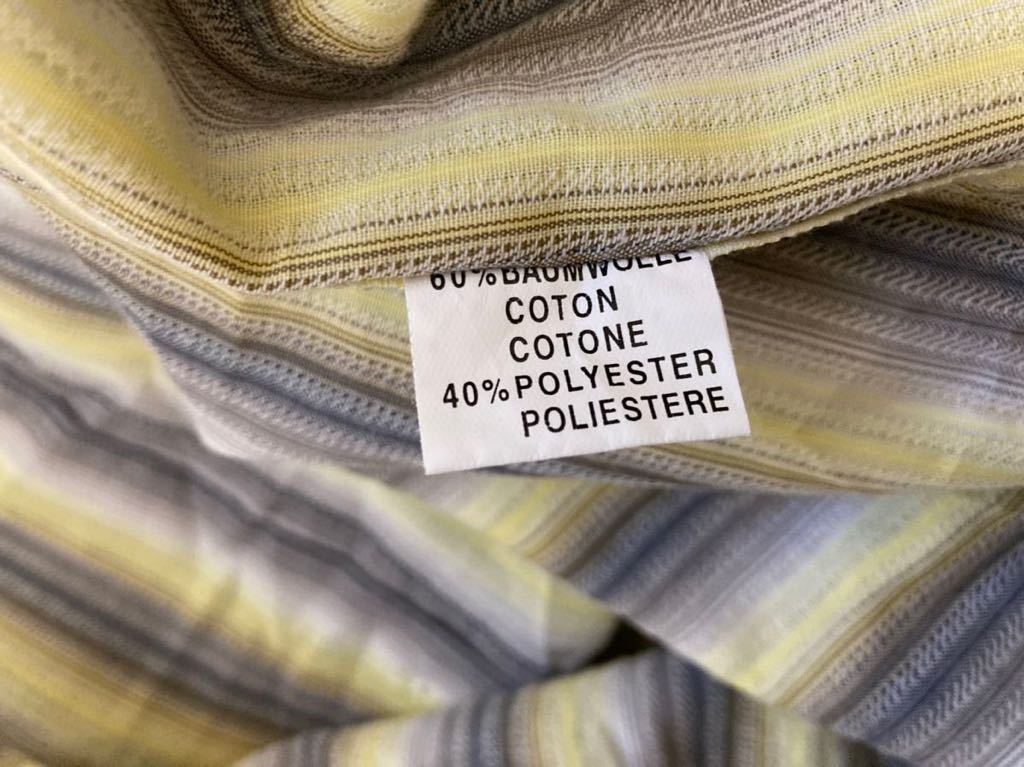 60% BAUMWOLLE
COTON
COTONE
40% POLYESTER
POLIESTERE